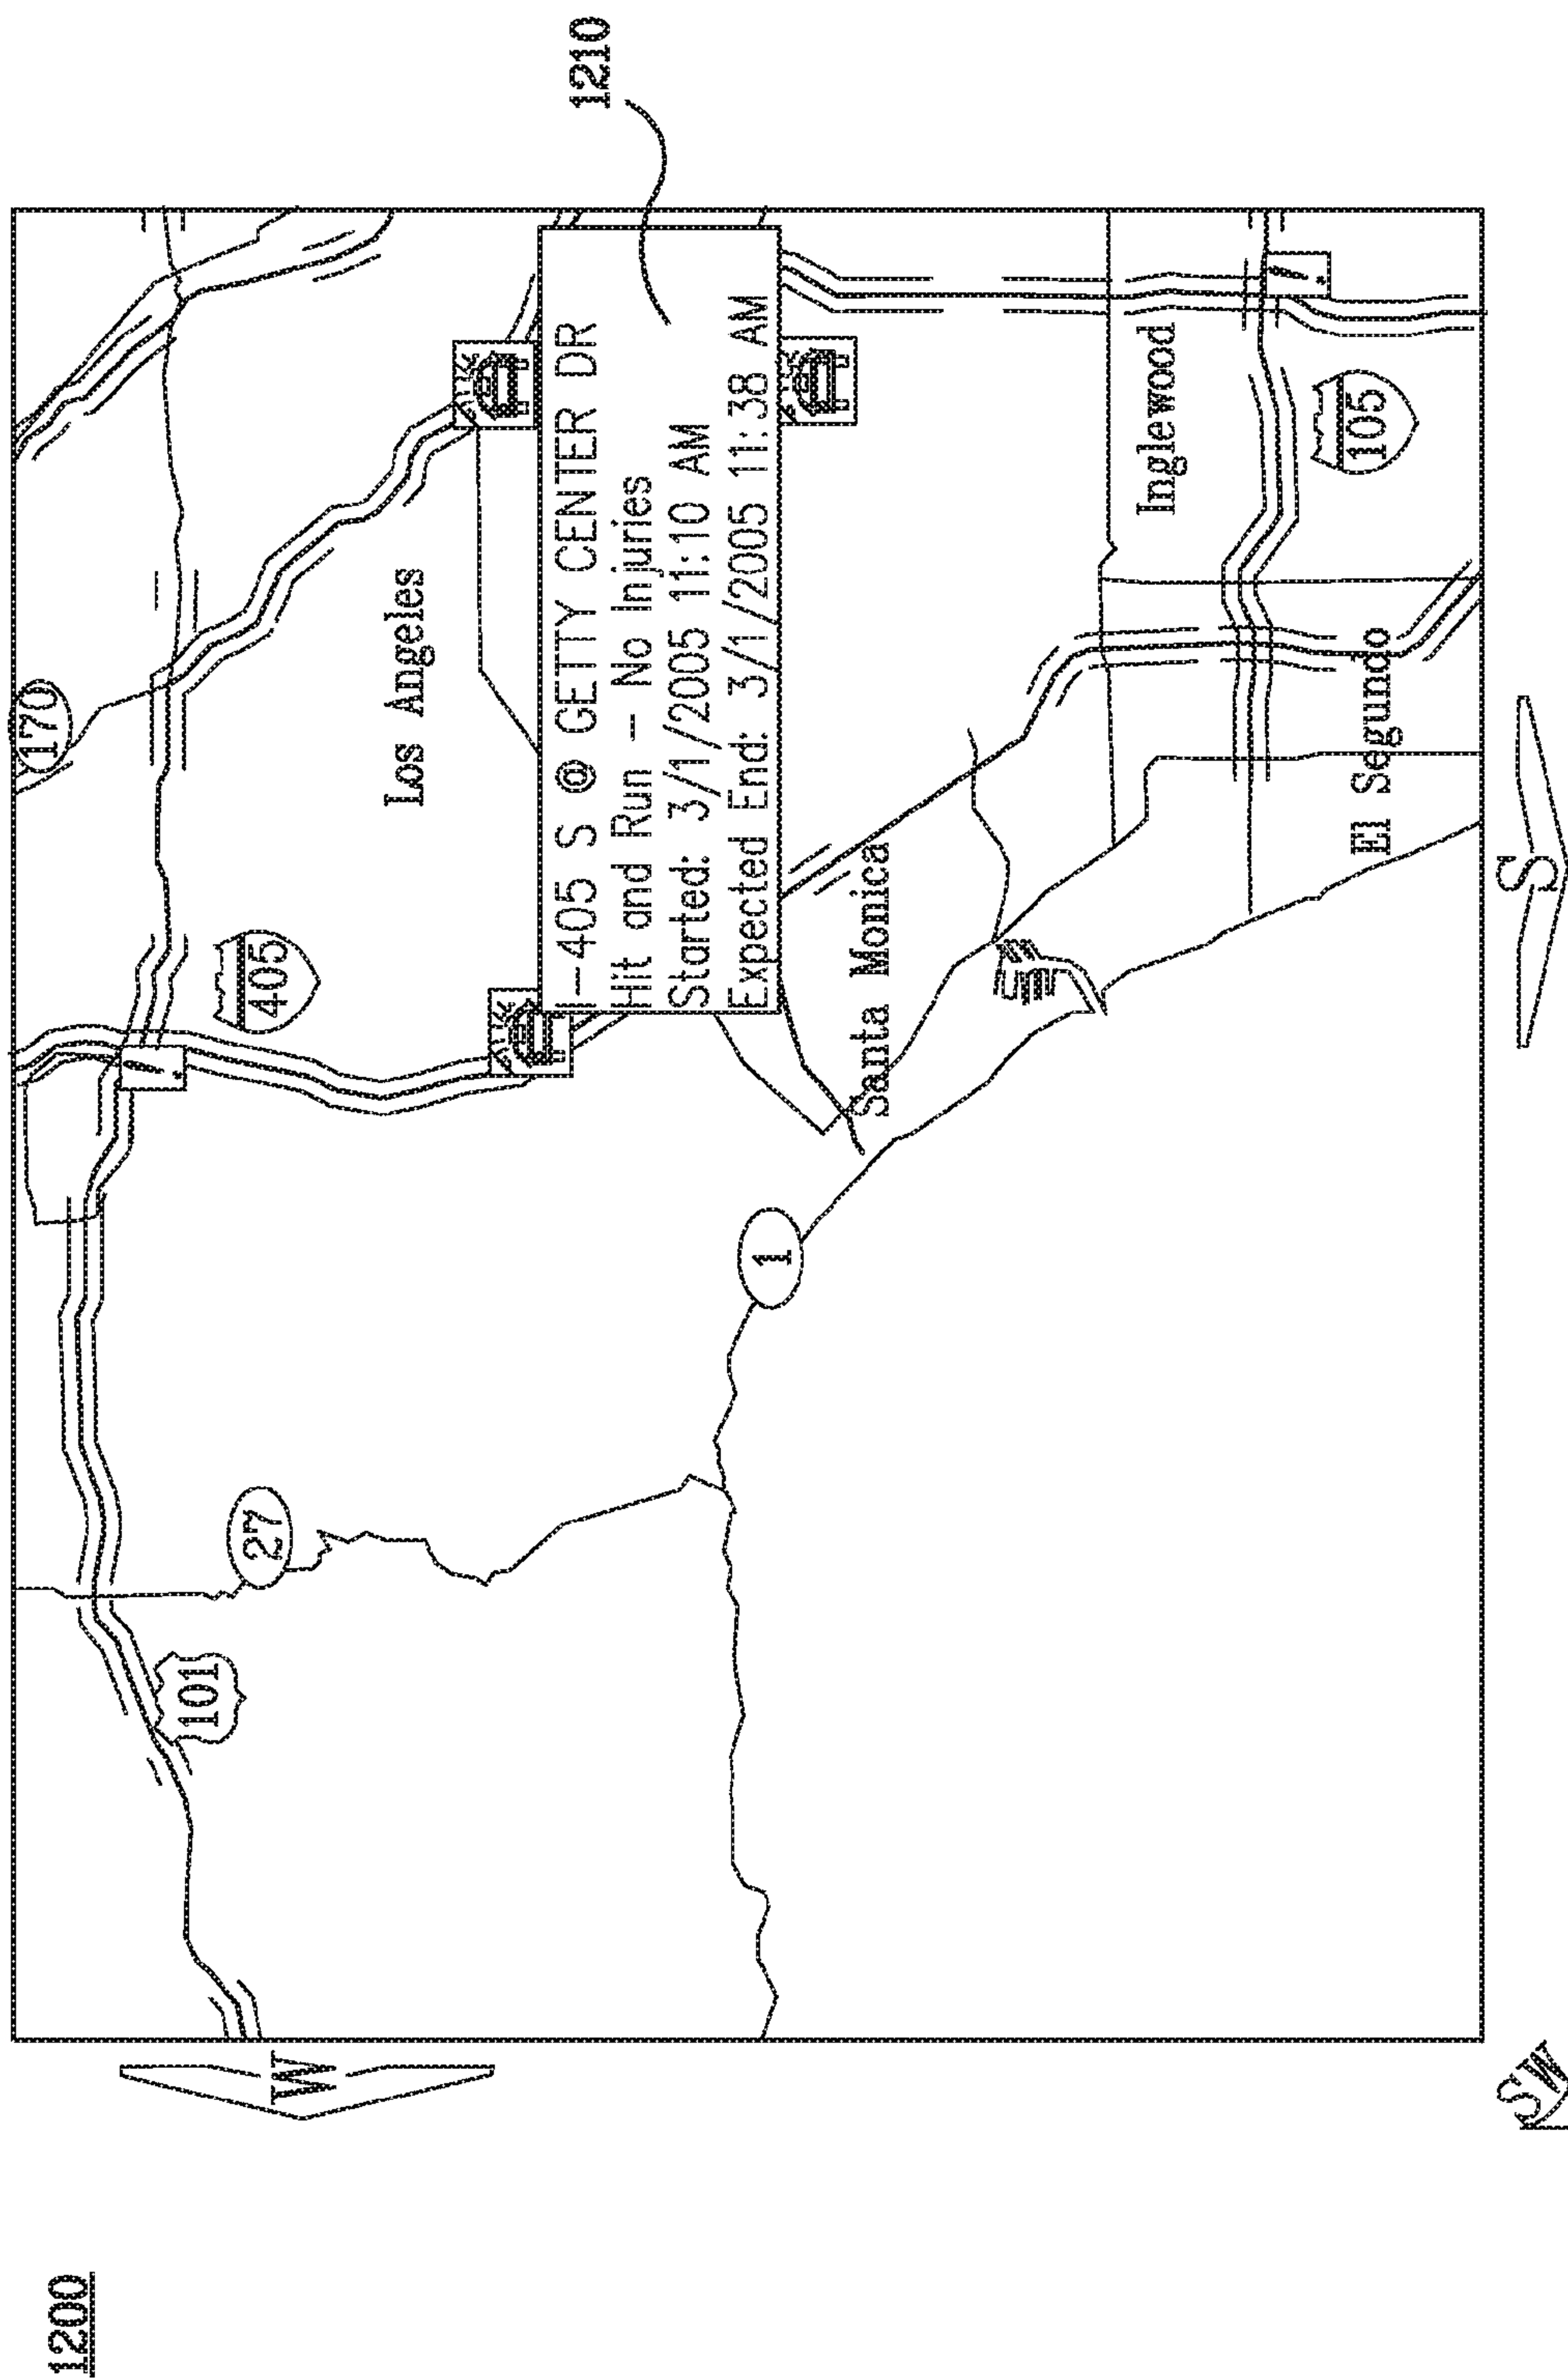 1200
170
101
405
27
Los Angeles
1210
I-405 S @ GETTY CENTER DR
Hit and Run - No Injuries
Started: 3/1/2005 11:10 AM
Expected End: 3/1/2005 11:38 AM
W
1
Santa Monica
Inglewood
105
El Segundo
SW
S